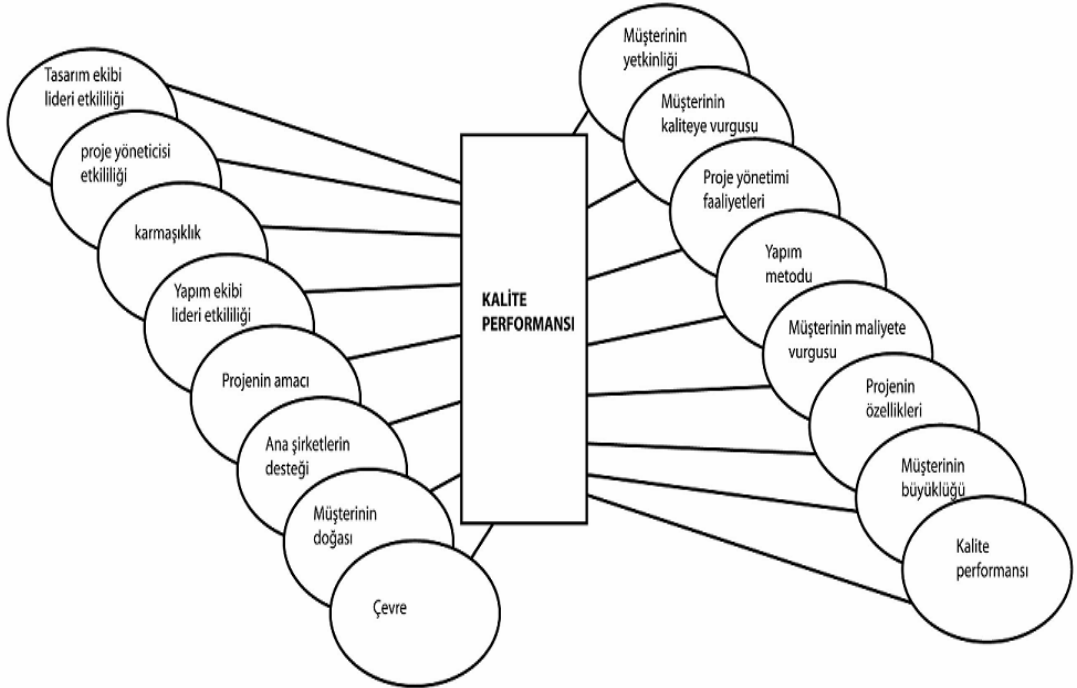 Tasarım ekibi
lideri etkililiği
proje yöneticisi
etkililiği
karmaşıklık
Yapım ekibi
lideri etkililiği
Projenin amacı
Ana şirketlerin
desteği
Müşterinin
doğası
Çevre
KALİTE
PERFORMANSI
Müşterinin
yetkinliği
Müşterinin
kaliteye vurgusu
Proje yönetimi
faaliyetleri
Yapım
metodu
Müşterinin maliyete
vurgusu
Projenin
özellikleri
Müşterinin
büyüklüğü
Kalite
performansı